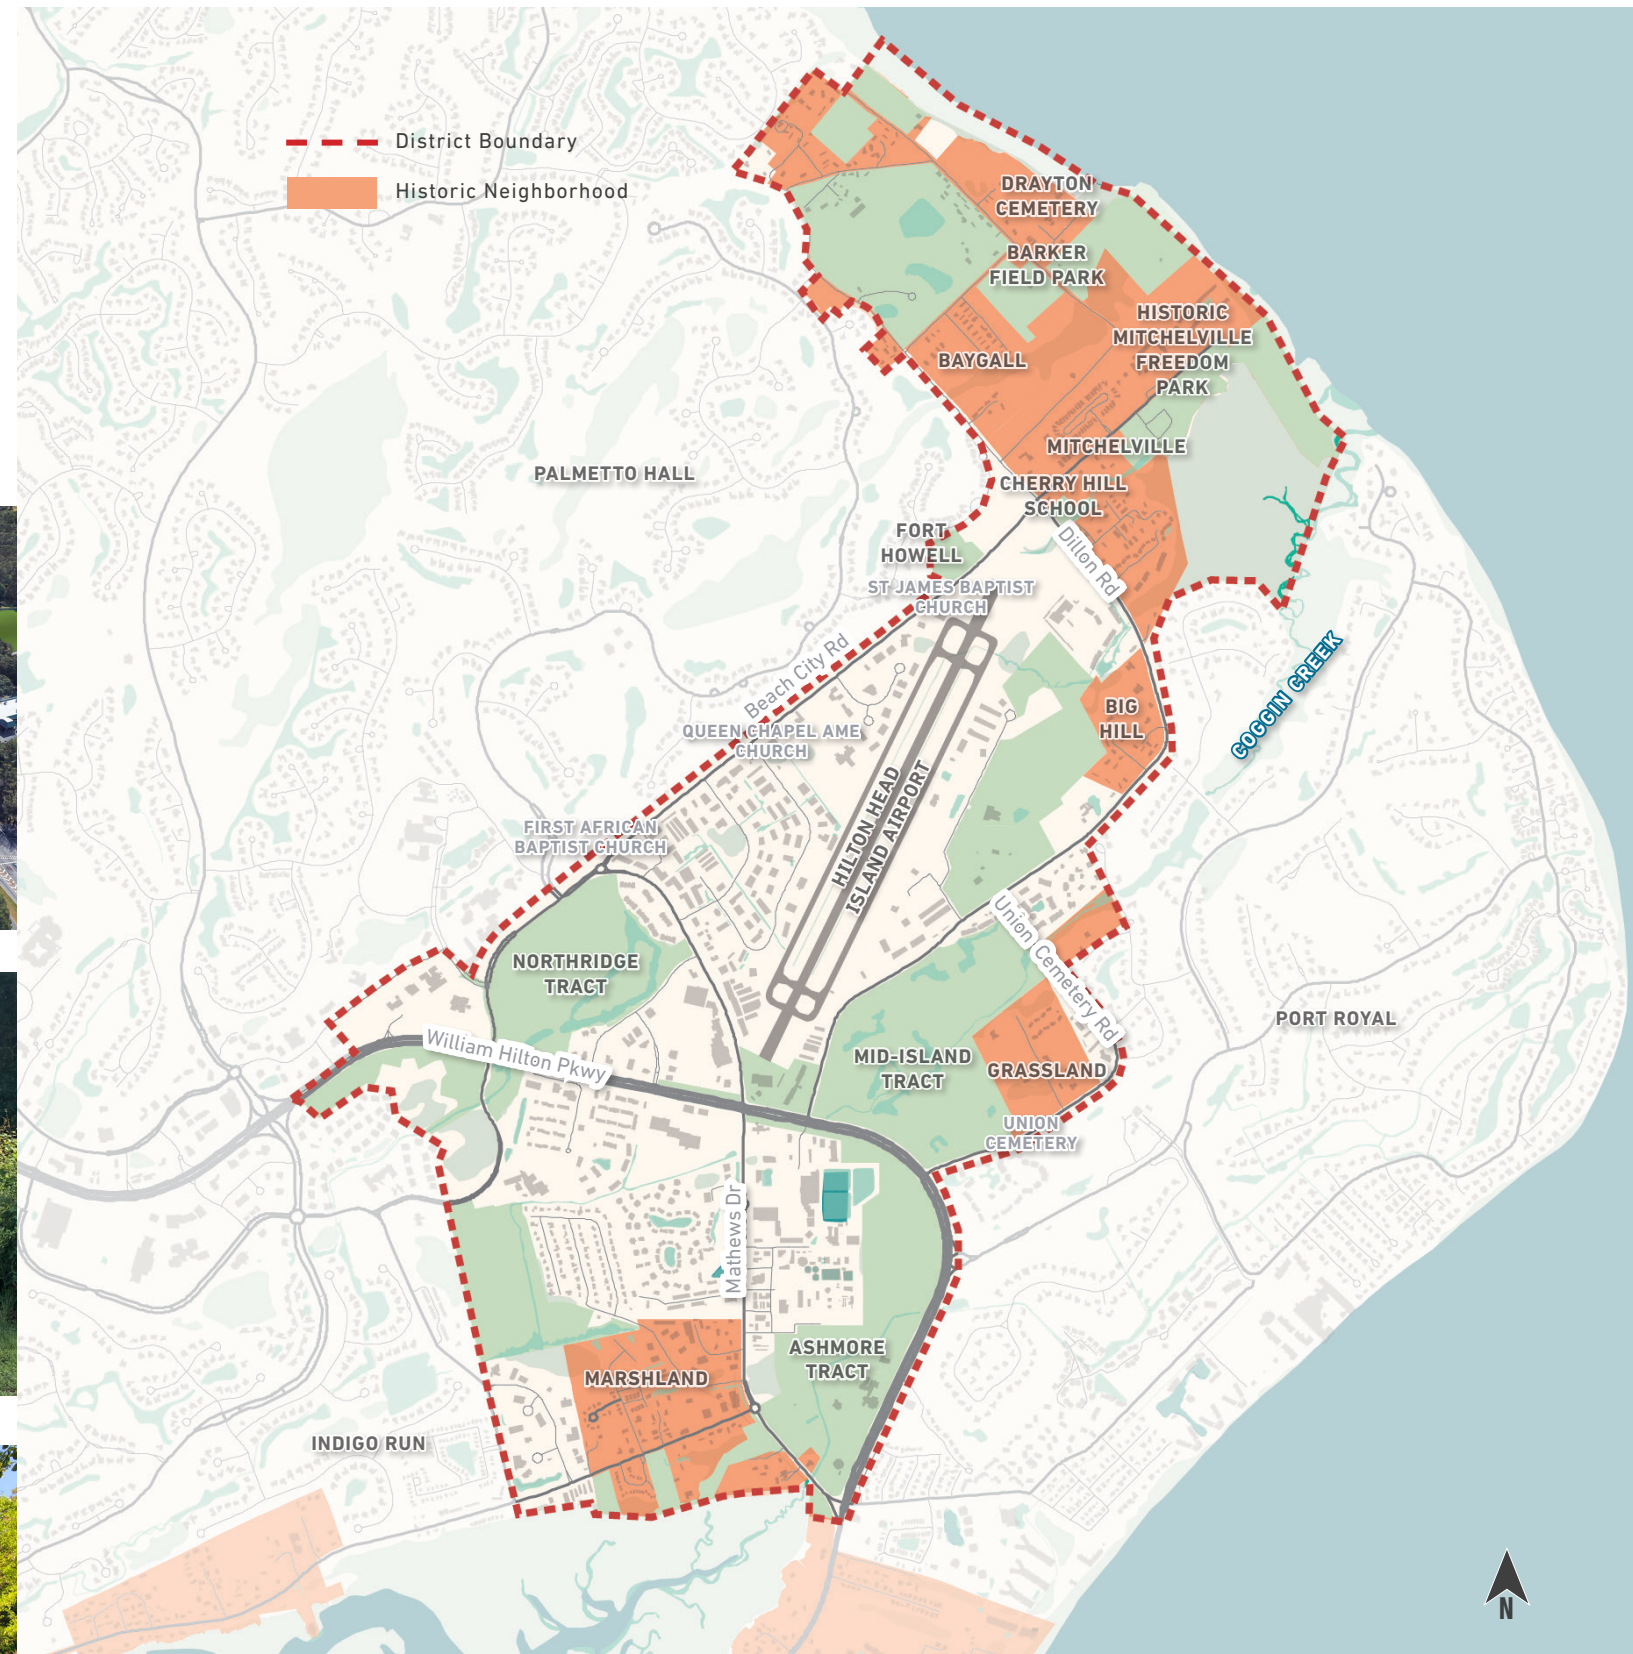 District Boundary
Historic Neighborhood
DRAYTON
CEMETERY
BARKER
FIELD PARK
HISTORIC
MITCHELVILLE
FREEDOM
PARK
BAYGALL
MITCHELVILLE
PALMETTO HALL
CHERRY HILL
SCHOOL
FORT
HOWELL
Dillon Rd
ST JAMES BAPTIST
CHURCH
Beach City Rd
COGGIN CREEK
BIG
HILL
QUEEN CHAPEL AME
CHURCH
HILTON HEAD
ISLAND AIRPORT
FIRST AFRICAN
BAPTIST CHURCH
Union Cemetery Rd
NORTHRIDGE
TRACT
PORT ROYAL
William Hilton Pkwy
MID-ISLAND
TRACT
GRASSLAND
UNION
CEMETERY
Mathews Dr
ASHMORE
TRACT
MARSHLAND
INDIGO RUN
N